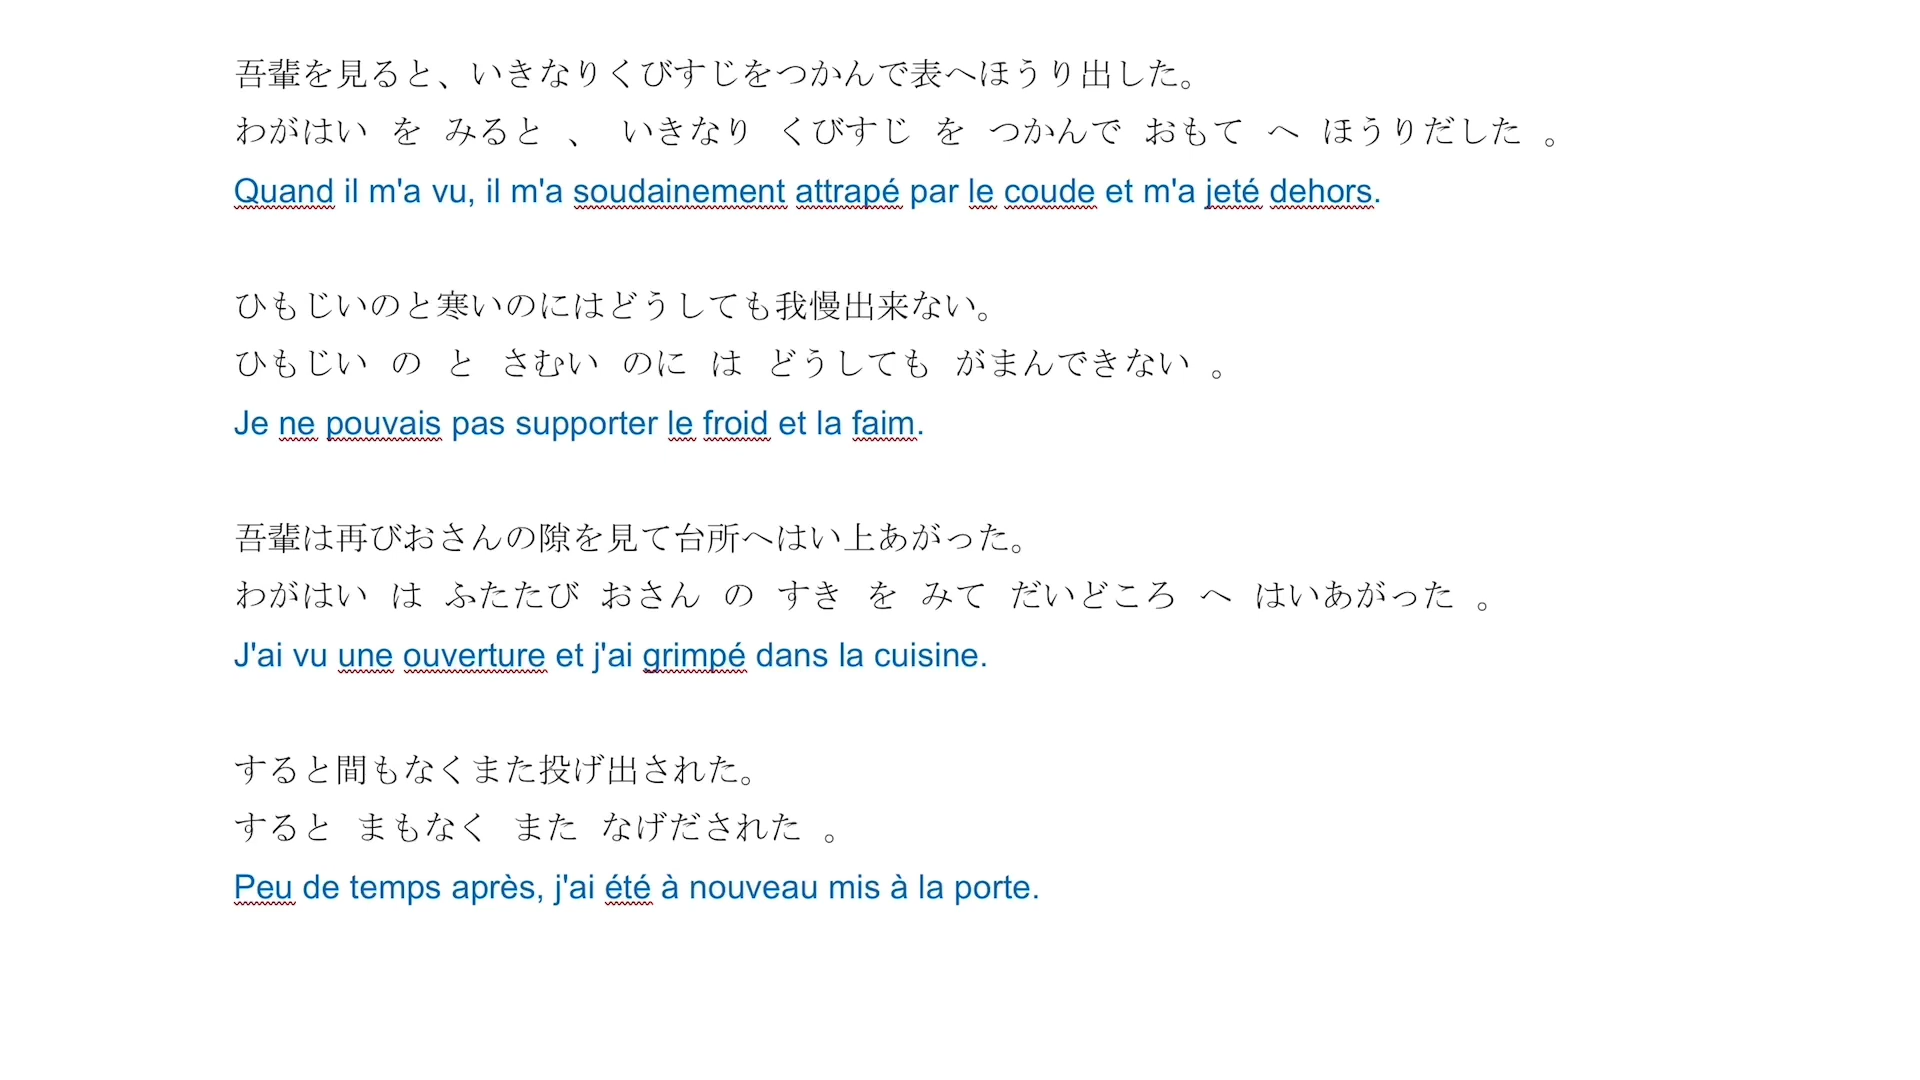 吾輩を見ると、いきなりくびすじをつかんで表へほうり出した。
わがはい を みると 、 いきなり くびすじ を つかんで おもて へ ほうりだした 。
Quand il m'a vu, il m'a soudainement attrapé par le coude et m'a jeté dehors.
ひもじいのと寒いのにはどうしても我慢出来ない。
ひもじい の と さむい のに は どうしても がまんできない 。
Je ne pouvais pas supporter le froid et la faim.
吾輩は再びおさんの隙を見て台所へはい上あがった。
わがはい は ふたたび おさん の すき を みて だいどころ へ はいあがった 。
J'ai vu une ouverture et j'ai grimpé dans la cuisine.
すると間もなくまた投げ出された。
すると まもなく また なげだされた 。
Peu de temps après, j'ai été à nouveau mis à la porte.